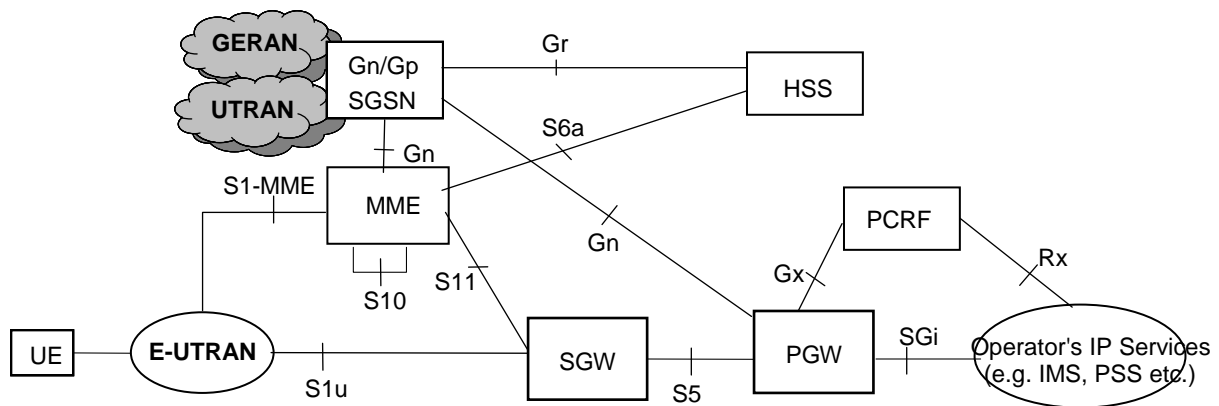 GERAN
Gn/Gp
SGSN
Gr
HSS
UTRAN
S6a
Gn
S1-MME
MME
PCRF
Gn
Gx
Rx
S11
S10
UE
E-UTRAN
SGW
PGW
SGi
Operator's IP Services
(e.g. IMS, PSS etc.)
S1u
S5